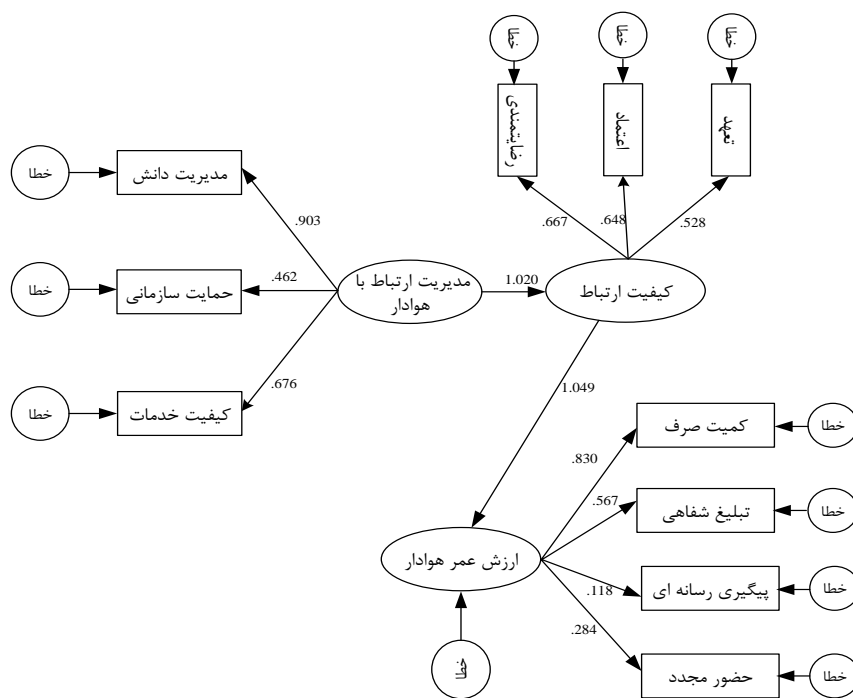 خطا
خطا
خطا
رضایتمندی
اعتماد
تعهد
.667
.648
.528
خطا
مدیریت دانش
.903
خطا
حمایت سازمانی
.462
مدیریت ارتباط با
هوادار
1.020
کیفیت ارتباط
خطا
کیفیت خدمات
.676
1.049
کمیت صرف
خطا
.830
تبلیغ شفاهی
خطا
.567
ارزش عمر هوادار
پیگیری رسانه ای
خطا
.118
.284
حضور مجدد
خطا